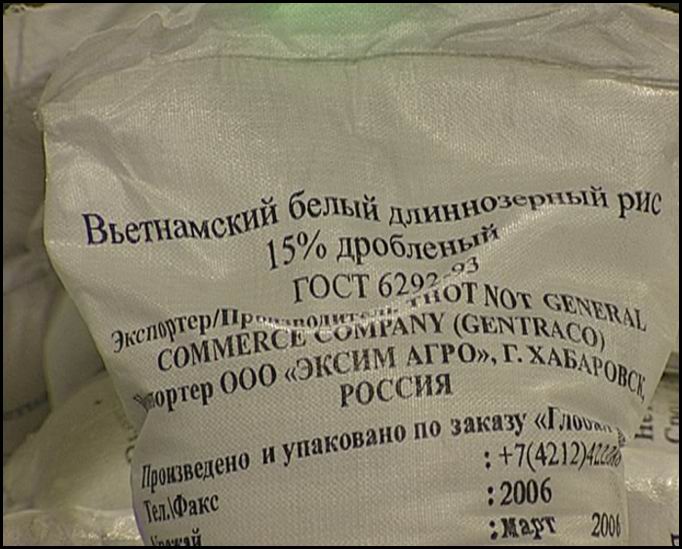 Вьетнамский белый длиннозерный рис
15% дробленый
ГОСТ 6292-93
Экспортер/Производитель THOT NOT GENERAL
COMMERCE COMPANY (GENTRACO)
Импортер ООО «ЭКСИМ АГРО», Г. ХАБАРОВСК,
РОССИЯ
Произведено и упаковано по заказу
Тел.\Факс : +7(4212)
Урожай : 2006
: март 2006